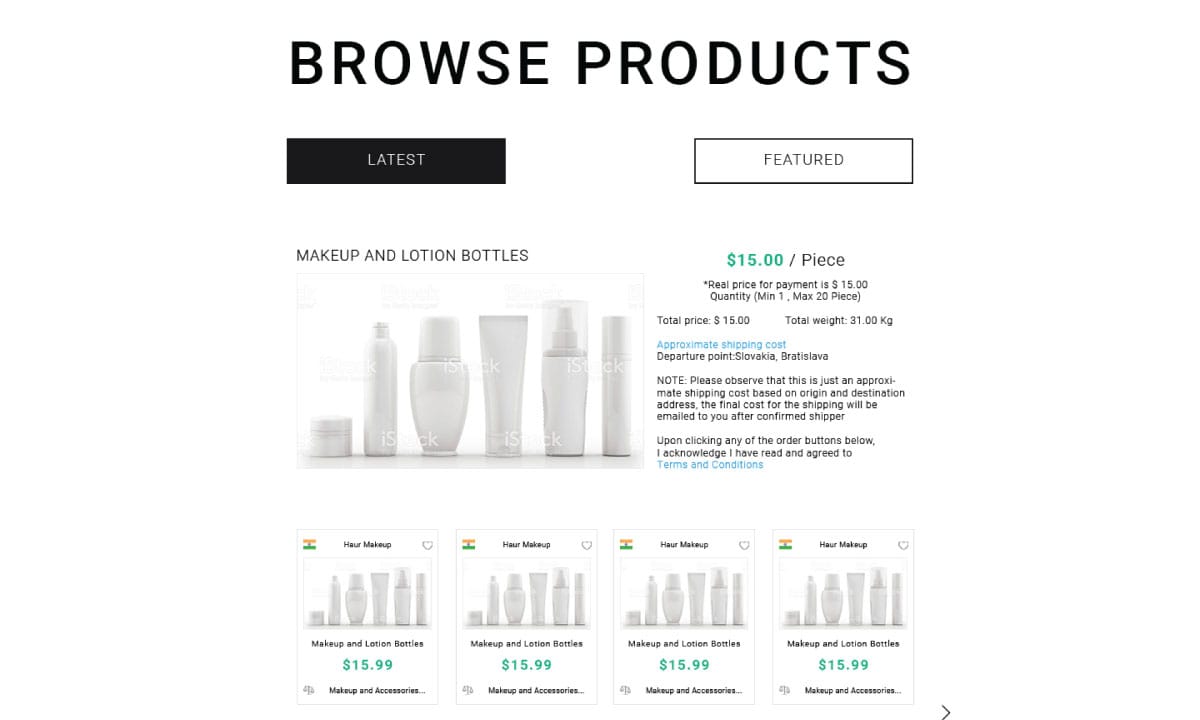 BROWSE PRODUCTS
LATEST
FEATURED
MAKEUP AND LOTION BOTTLES
iStock
iStock
iStock
iStock
iStock
$15.00 / Piece
*Real price for payment is $ 15.00
Quantity (Min 1 , Max 20 Piece)
Total price: $ 15.00 Total weight: 31.00 Kg
Approximate shipping cost
Departure point:Slovakia, Bratislava
NOTE: Please observe that this is just an approxi-
mate shipping cost based on origin and destination
address, the final cost for the shipping will be
emailed to you after confirmed shipper
Upon clicking any of the order buttons below,
I acknowledge I have read and agreed to
Terms and Conditions
Haur Makeup
Makeup and Lotion Bottles
$15.99
Makeup and Accessories...
Haur Makeup
Makeup and Lotion Bottles
$15.99
Makeup and Accessories...
Haur Makeup
Makeup and Lotion Bottles
$15.99
Makeup and Accessories...
Haur Makeup
Makeup and Lotion Bottles
$15.99
Makeup and Accessories...